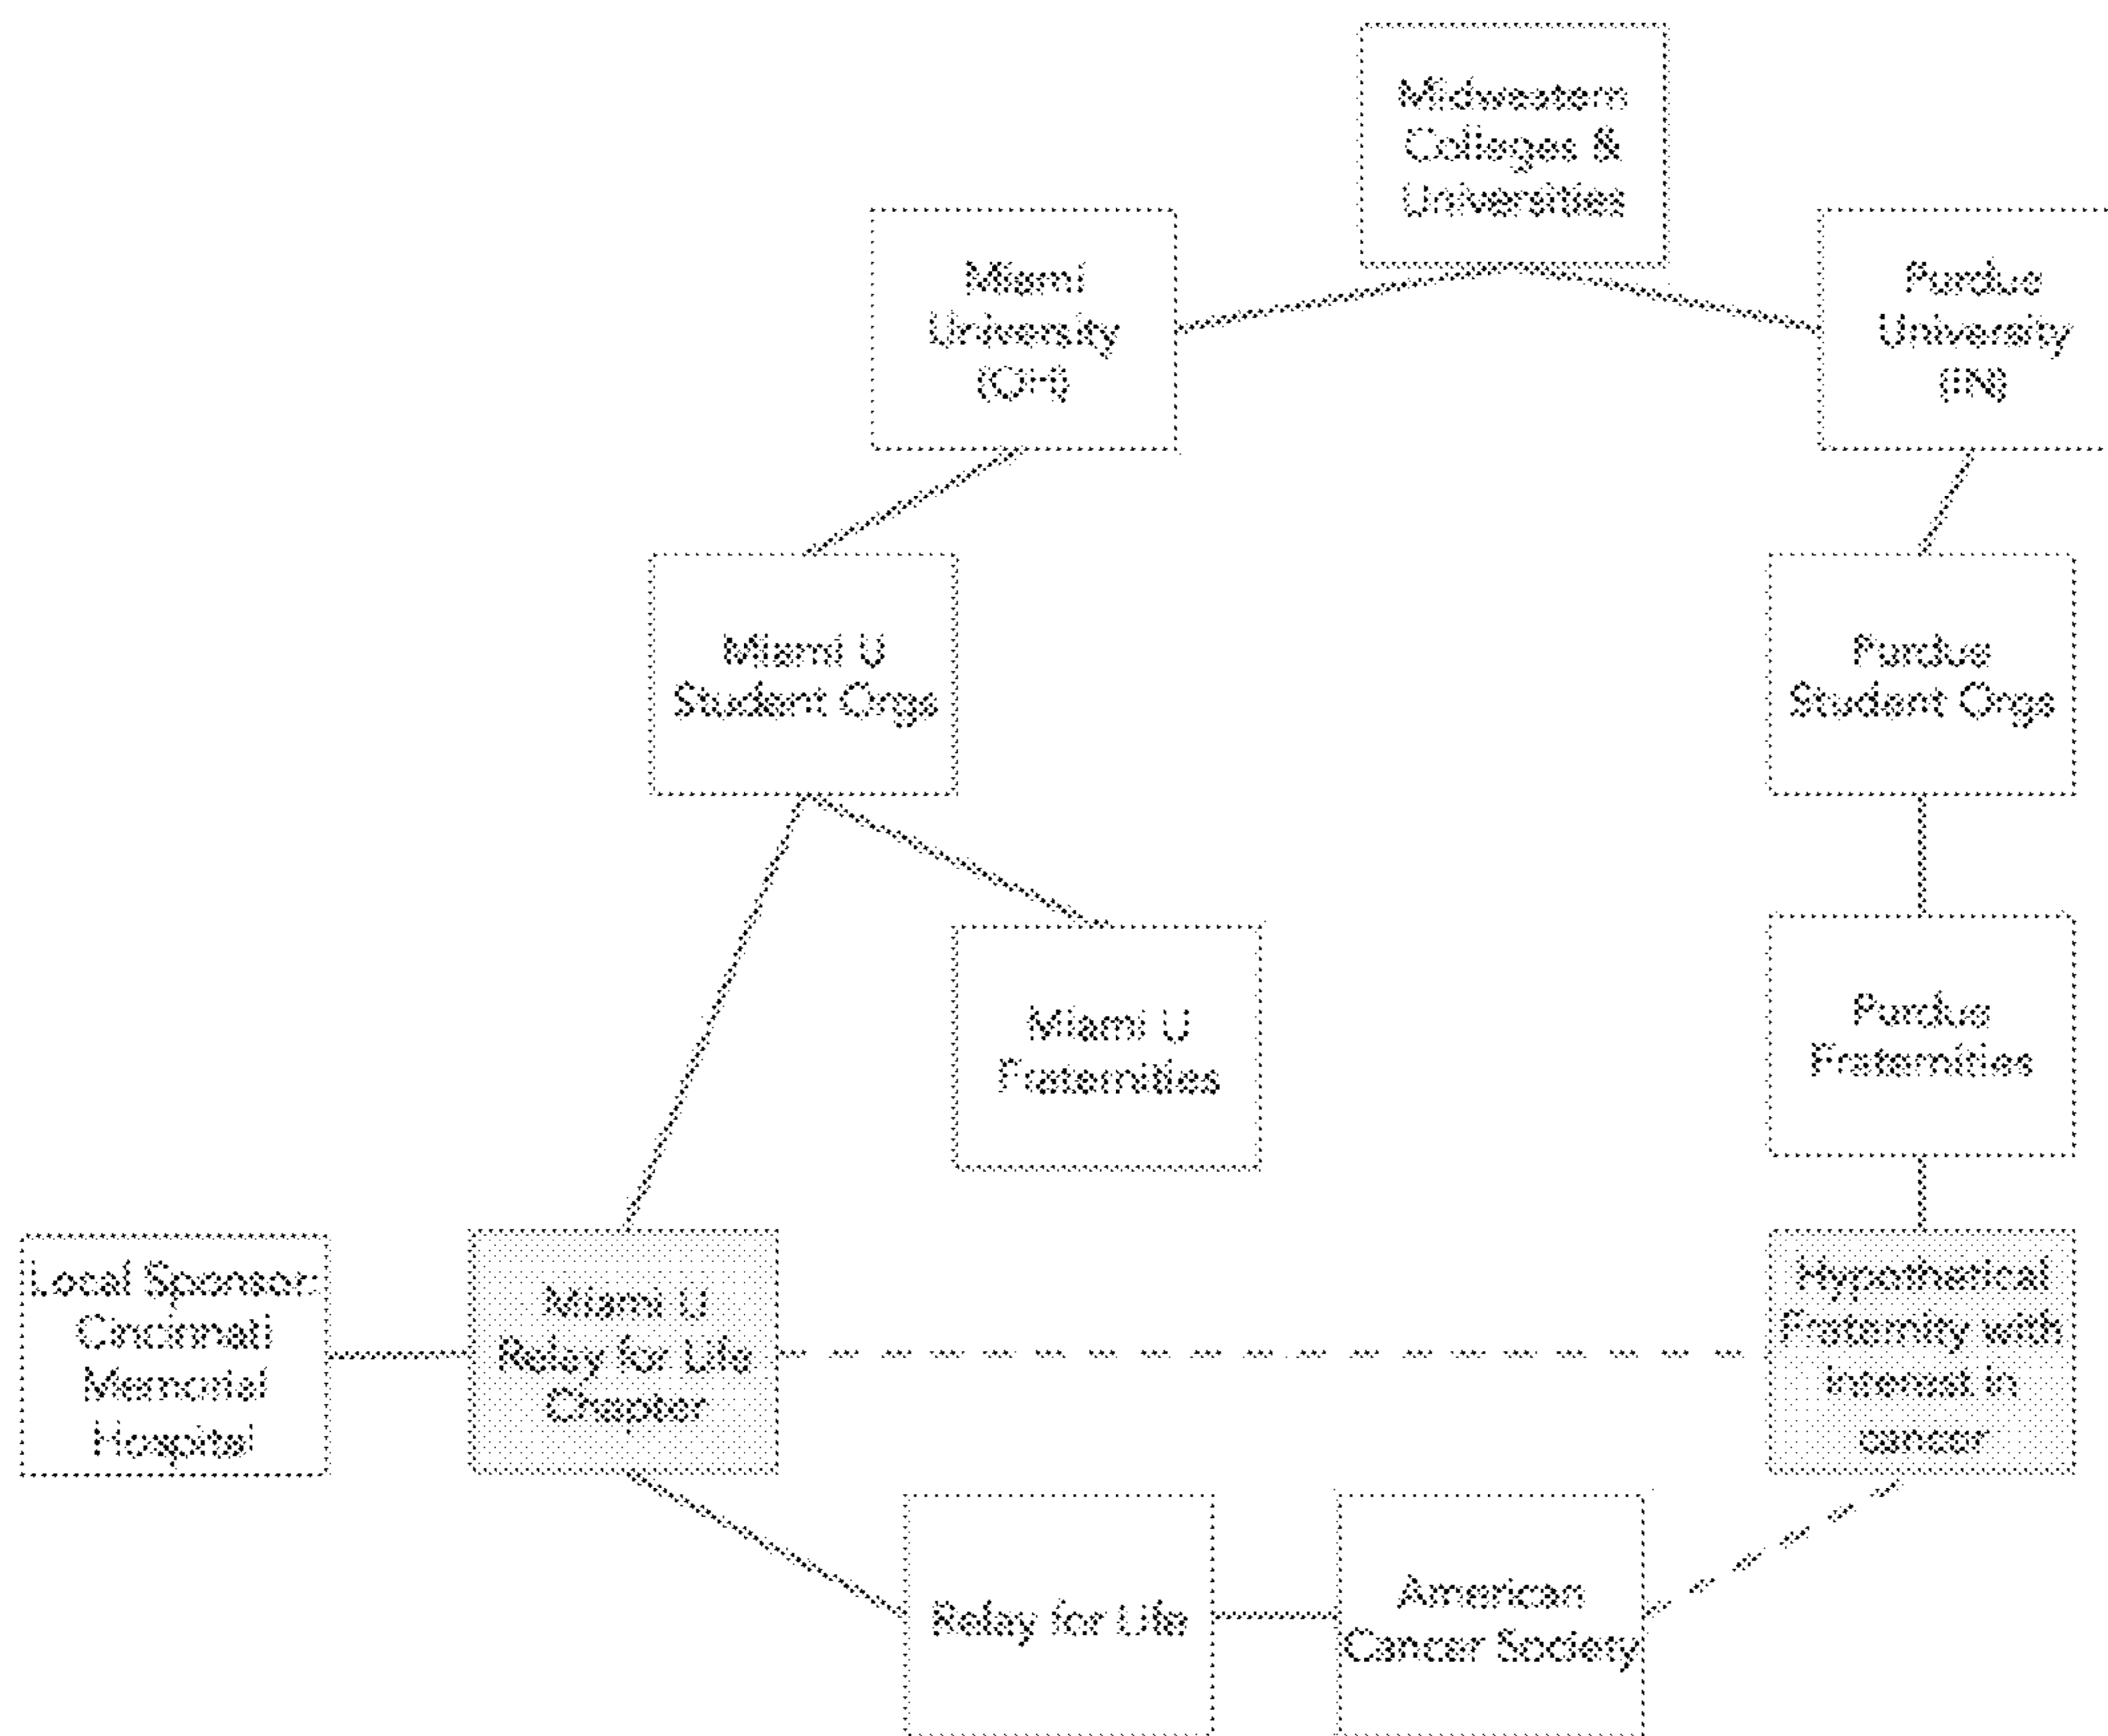 Midwestern
Colleges &
Universities
Miami
University
(OH)
Purdue
University
(IN)
Miami U
Student Orgs
Purdue
Student Orgs
Miami U
Fraternities
Purdue
Fraternities
Local Sponsor:
Cincinnati
Memorial
Hospital
Miami U
Relay for Life
Chapter
Hypothetical
Fraternity with
Interest in
cancer
Relay for Life
American
Cancer Society